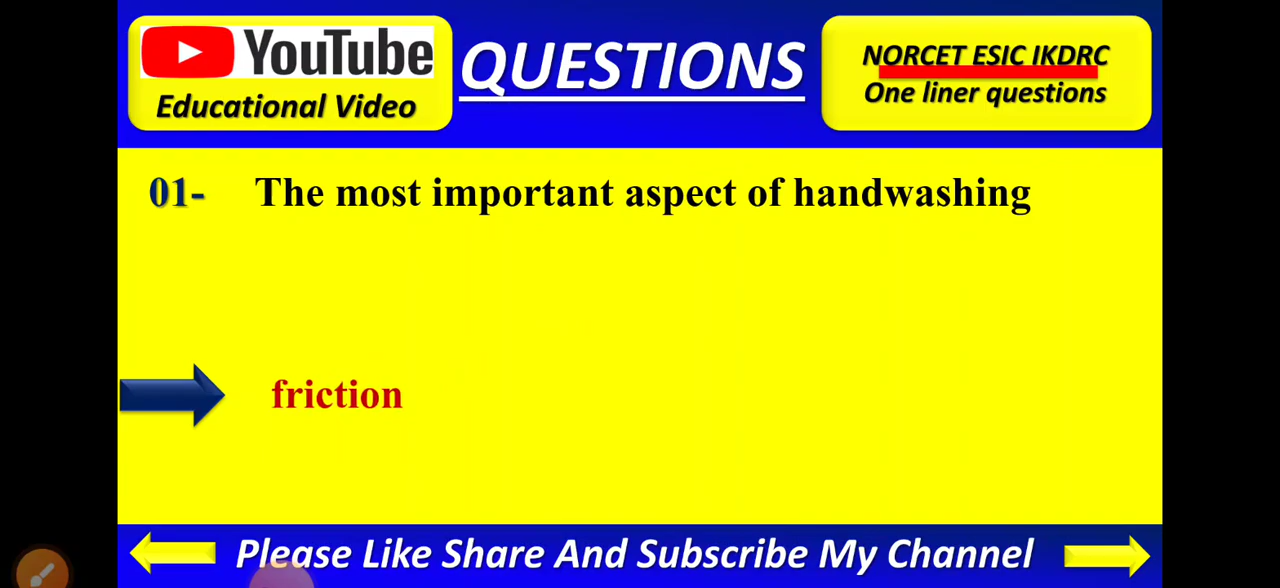 YouTube
Educational Video
QUESTIONS
NORCET ESIC IKDRC
One liner questions
01- The most important aspect of handwashing
friction
Please Like Share And Subscribe My Channel